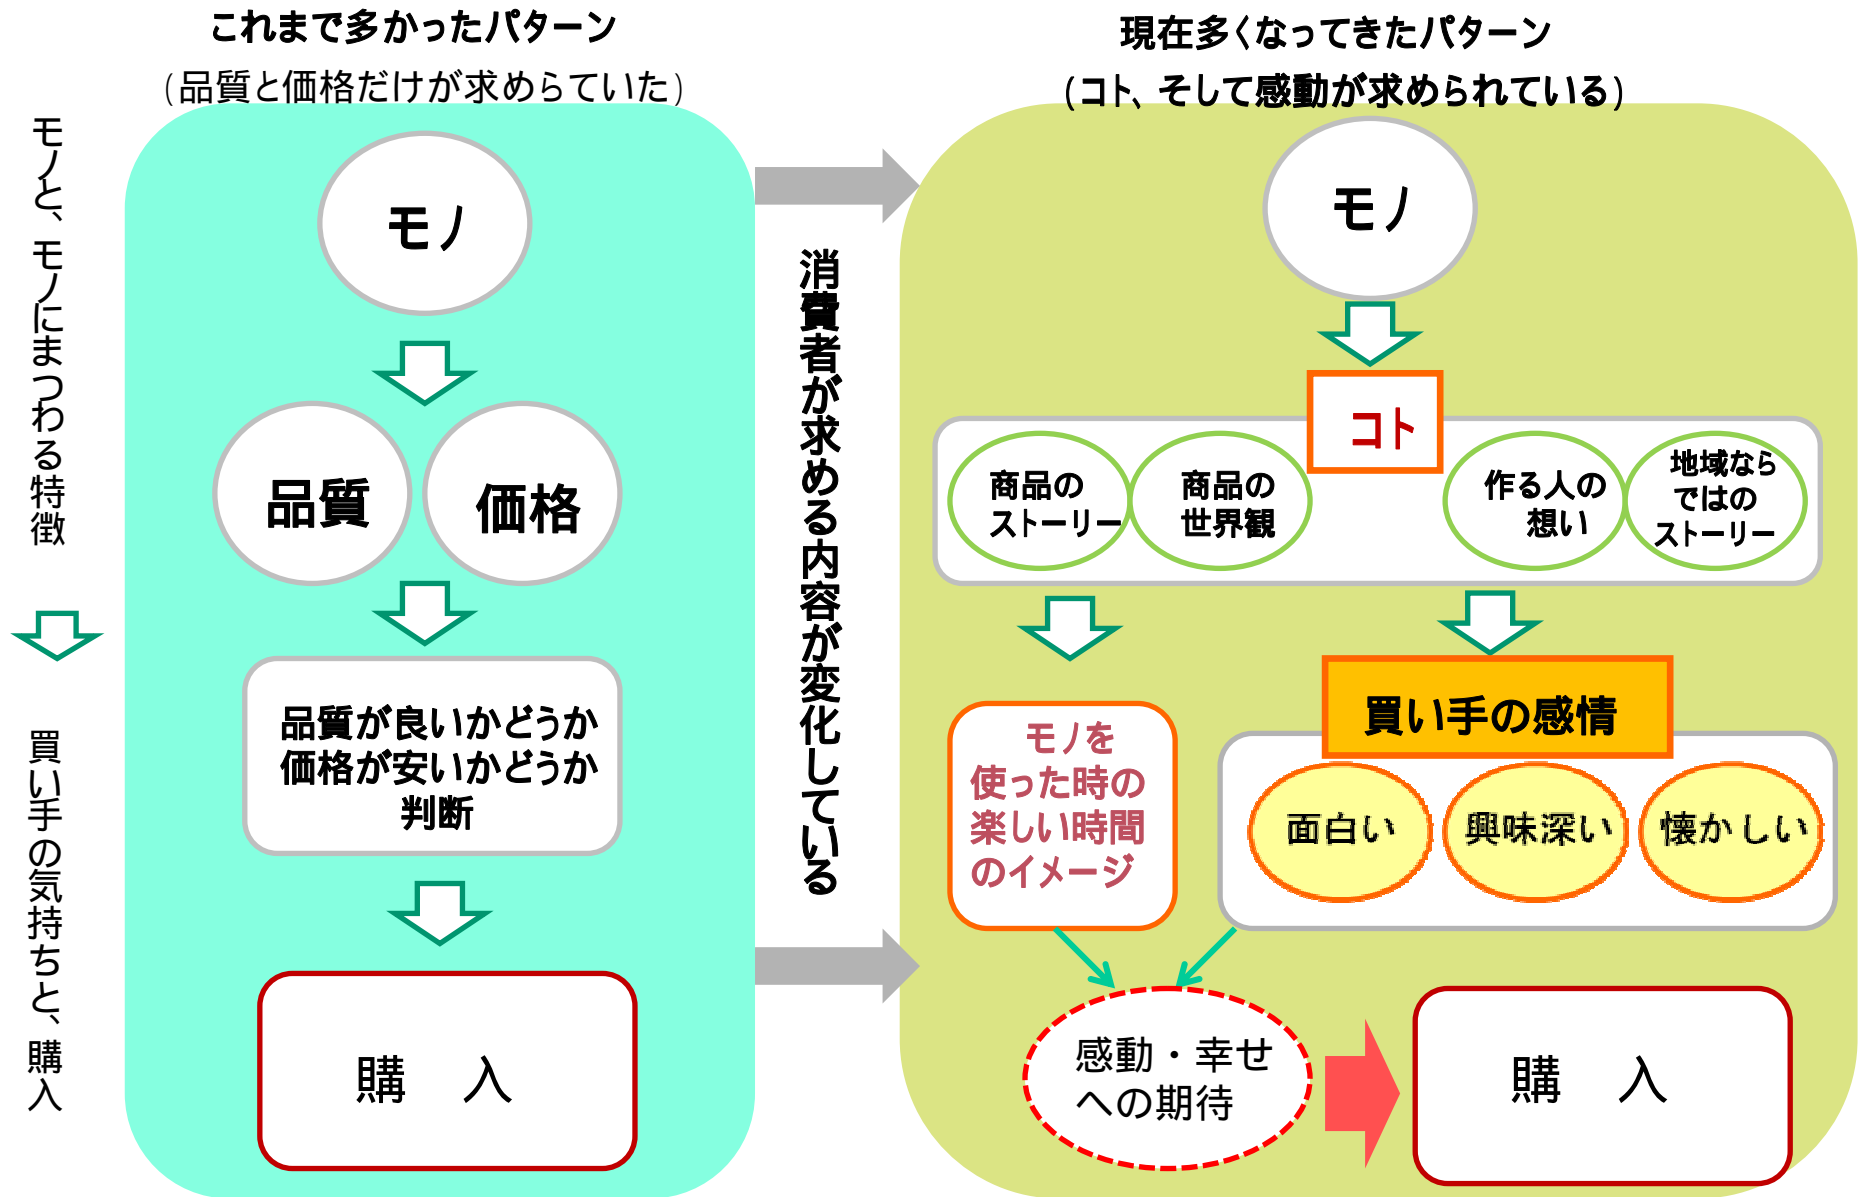 これまで多かったパターン
（品質と価格だけが求めらていた）
現在多くなってきたパターン
（コト、そして感動が求められている）
モノと、モノにまつわる特徴
買い手の気持ちと、購入
モノ
品質
価格
品質が良いかどうか
価格が安いかどうか
判断
購　入
消費者が求める内容が変化している
モノ
コト
商品の
ストーリー
商品の
世界観
作る人の
想い
地域なら
ではの
ストーリー
モノを
使った時の
楽しい時間
のイメージ
買い手の感情
面白い
興味深い
懐かしい
感動・幸せ
への期待
購　入